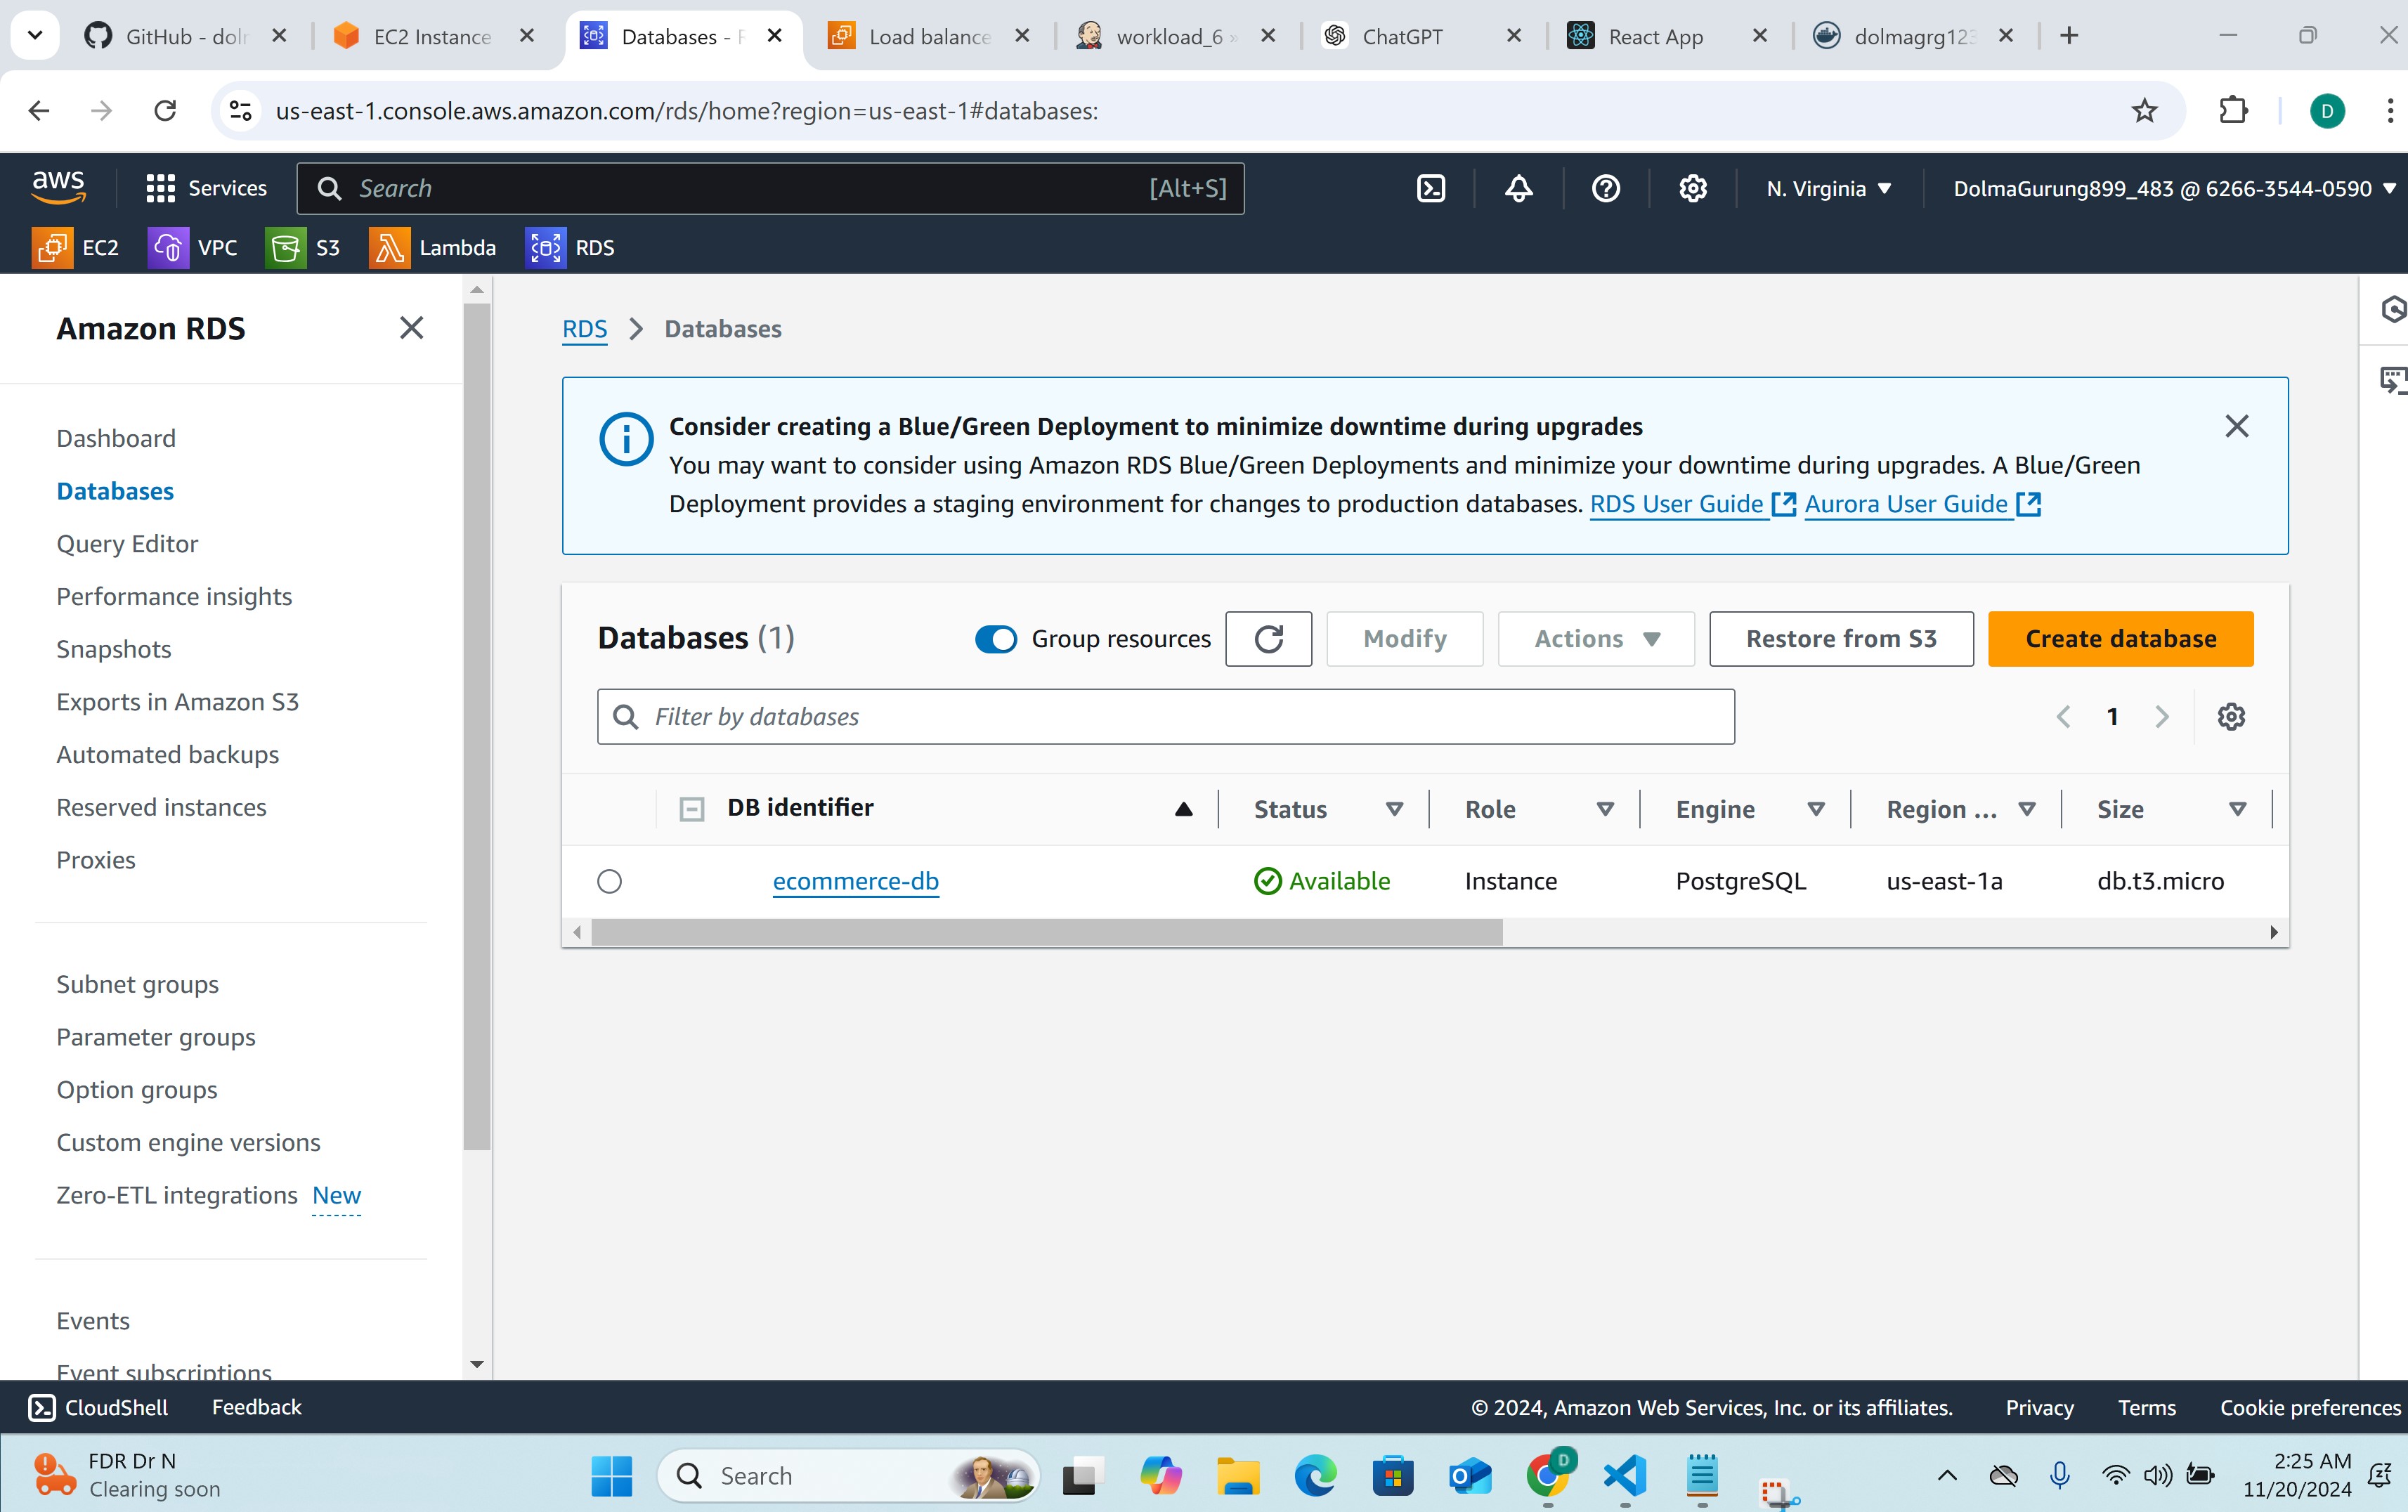 GitHub - doln
EC2 Instance
Databases - R
Load balance
workload_6 »
ChatGPT
React App
dolmagrg123
us-east-1.console.aws.amazon.com/rds/home?region=us-east-1#databases:
D
aws
Services
Search
[Alt+S]
N. Virginia
DolmaGurung899_483 @ 6266-3544-0590
EC2
VPC
S3
Lambda
RDS
Amazon RDS
Dashboard
Databases
Query Editor
Performance insights
Snapshots
Exports in Amazon S3
Automated backups
Reserved instances
Proxies
Subnet groups
Parameter groups
Option groups
Custom engine versions
Zero-ETL integrations New
Events
Event subscriptions
RDS > Databases
Consider creating a Blue/Green Deployment to minimize downtime during upgrades
You may want to consider using Amazon RDS Blue/Green Deployments and minimize your downtime during upgrades. A Blue/Green
Deployment provides a staging environment for changes to production databases. RDS User Guide Aurora User Guide
Databases (1)
Group resources
Modify
Actions
Restore from S3
Create database
Filter by databases
1
DB identifier
Status
Role
Engine
Region ...
Size
ecommerce-db
Available
Instance
PostgreSQL
us-east-1a
db.t3.micro
CloudShell
Feedback
© 2024, Amazon Web Services, Inc. or its affiliates.
Privacy
Terms
Cookie preferences
FDR Dr N
Clearing soon
Search
D
2:25 AM
11/20/2024